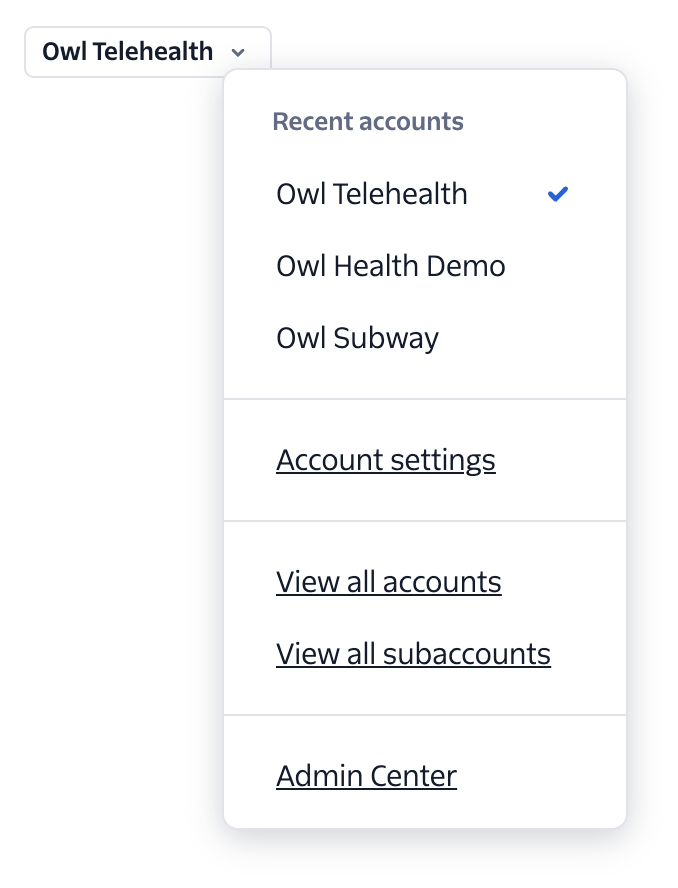 Owl Telehealth
Recent accounts
Owl Telehealth
Owl Health Demo
Owl Subway
Account settings
View all accounts
View all subaccounts
Admin Center